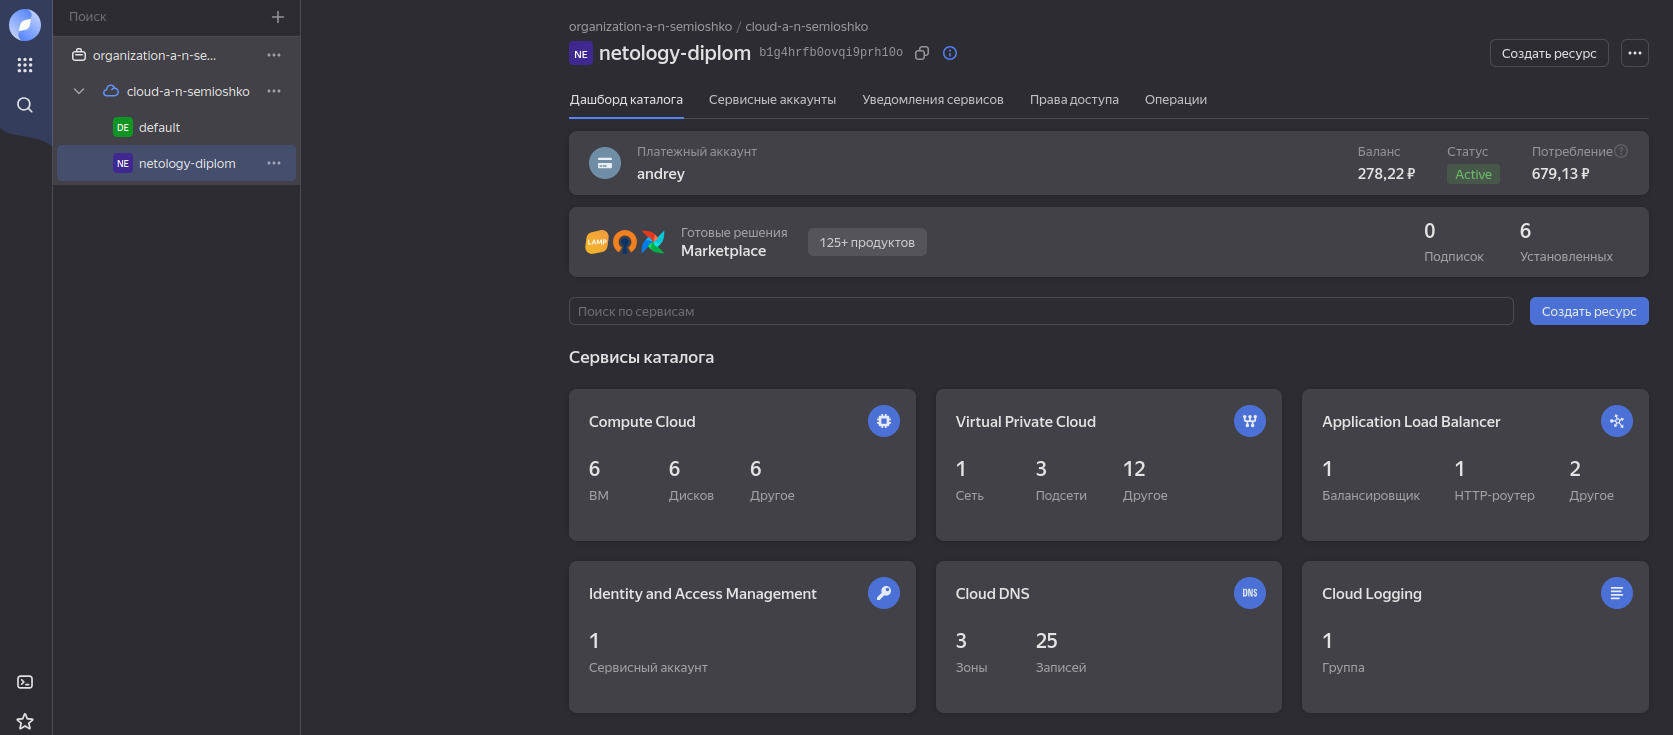 Поиск
organization-a-n-se...
cloud-a-n-semioshko
DE default
NE netology-diplom
organization-a-n-semioshko / cloud-a-n-semioshko
NE netology-diplom b1g4hrfb0ovqi9prh10o
Создать ресурс
Дашборд каталога Сервисные аккаунты Уведомления сервисов Права доступа Операции
Платежный аккаунт
andrey
Баланс
278,22 ₽
Статус
Active
Потребление
679,13 ₽
LAMP
Готовые решения
Marketplace
125+ продуктов
0
Подписок
6
Установленных
Поиск по сервисам
Создать ресурс
Сервисы каталога
Compute Cloud
6 6 6
ВМ Дисков Другое
Virtual Private Cloud
1 3 12
Сеть Подсети Другое
Application Load Balancer
1 1 2
Балансировщик HTTP-роутер Другое
Identity and Access Management
1
Сервисный аккаунт
Cloud DNS
DNS
3 25
Зоны Записей
Cloud Logging
1
Группа